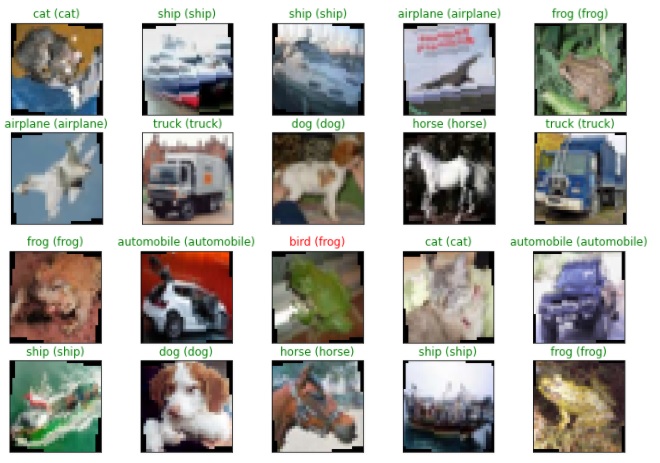 cat (cat) ship (ship) ship (ship) airplane (airplane) frog (frog)
airplane (airplane) truck (truck) dog (dog) horse (horse) truck (truck)
frog (frog) automobile (automobile) bird (frog) cat (cat) automobile (automobile)
ship (ship) dog (dog) horse (horse) ship (ship) frog (frog)